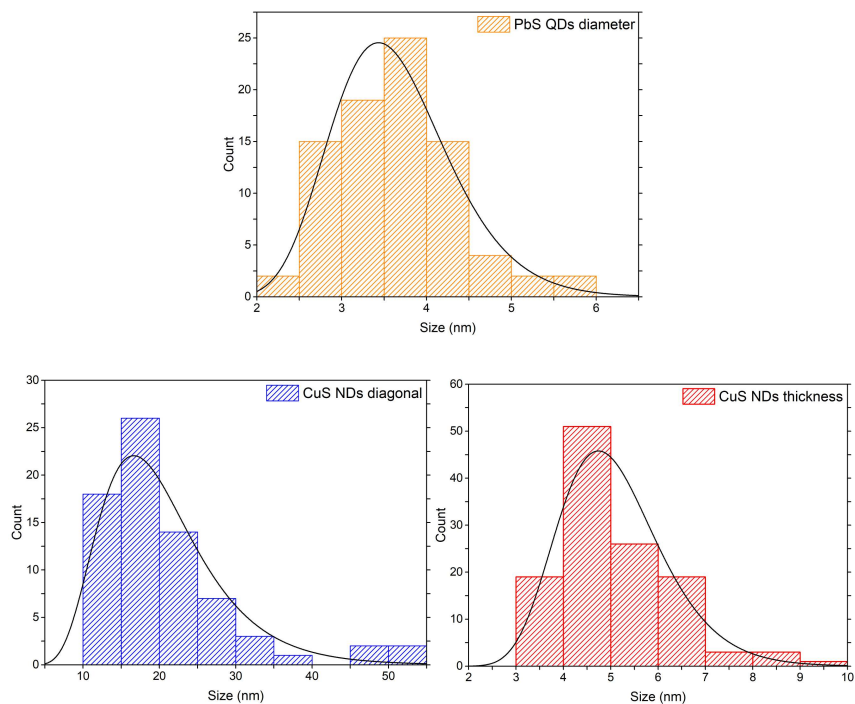 PbS QDs diameter
25
20
15
10
5
0
Count
2 3 4 5 6
Size (nm)
CuS NDs diagonal
30
25
20
15
10
5
0
Count
10 20 30 40 50
Size (nm)
CuS NDs thickness
60
50
40
30
20
10
0
Count
2 3 4 5 6 7 8 9 10
Size (nm)